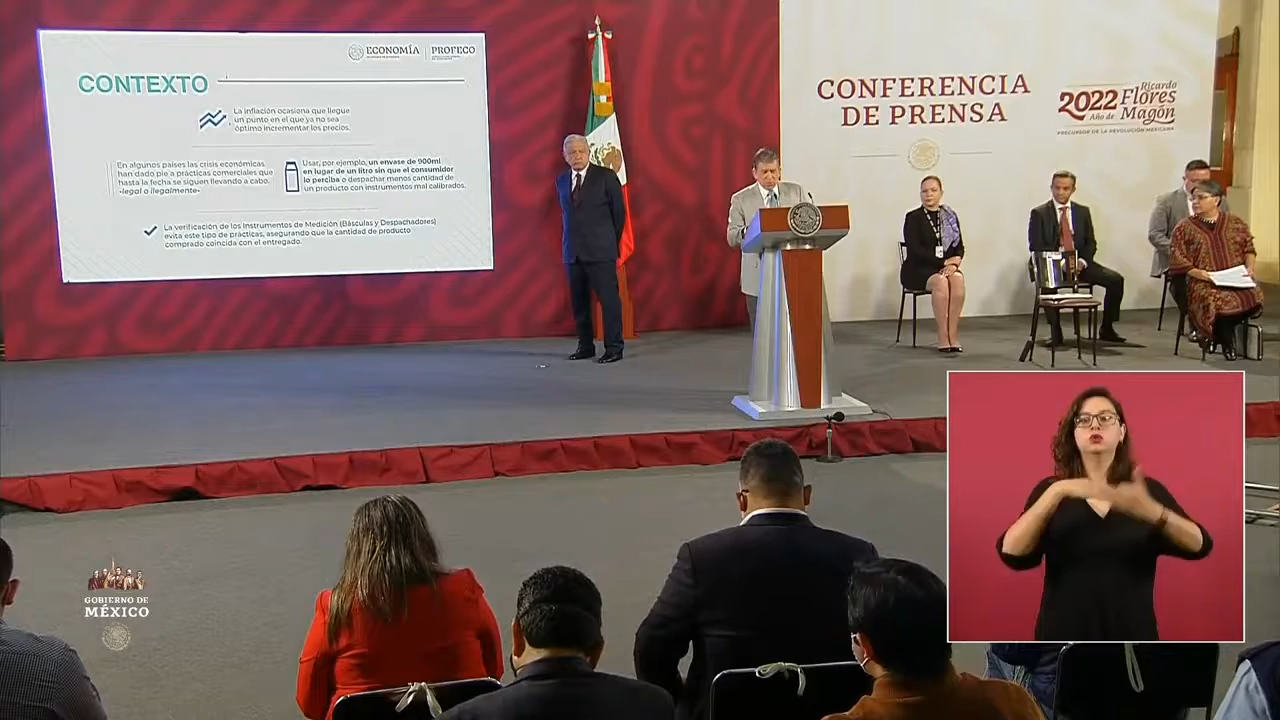 ECONOMÍA
PROFECO
CONTEXTO
La inflación ocasiona que llegue
un punto en el que ya no sea
óptimo incrementar los precios.
En algunos países las crisis económicas
han dado pie a prácticas comerciales que
hasta la fecha se siguen llevando a cabo.
-legal o ilegalmente-
Usar, por ejemplo, un envase de 900ml
en lugar de un litro sin que el consumidor
lo perciba o despachar menos cantidad de
un producto con instrumentos mal calibrados.
La verificación de los Instrumentos de Medición (Básculas y Despachadores)
evita este tipo de prácticas, asegurando que la cantidad de producto
comprado coincida con el entregado.
CONFERENCIA
DE PRENSA
2022 Ricardo
Año de Flores
Magón
PRECURSOR DE LA REVOLUCIÓN MEXICANA
GOBIERNO DE
MÉXICO